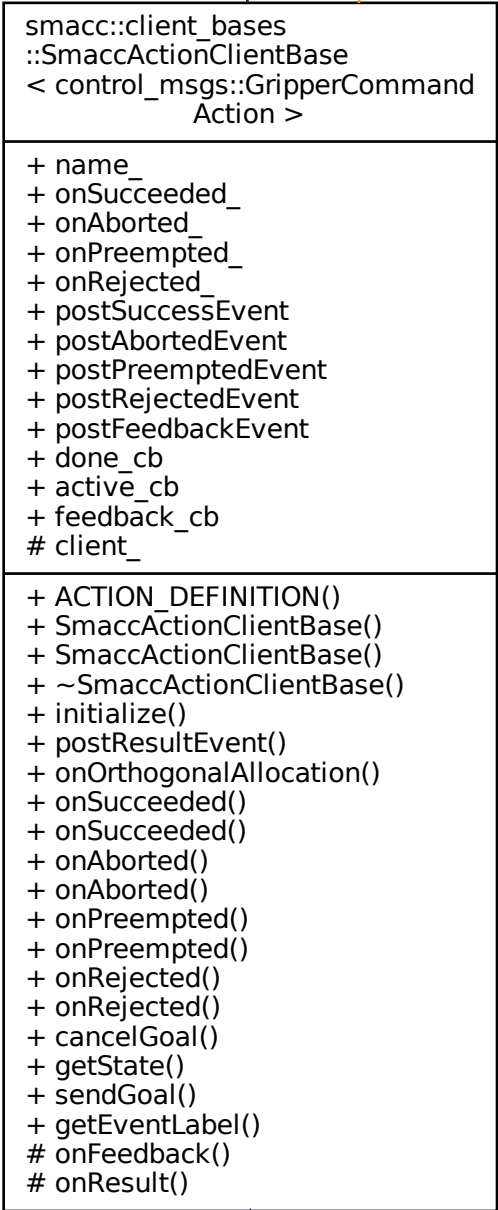 smacc::client_bases
::SmaccActionClientBase
< control_msgs::GripperCommand
Action >
+ name_
+ onSucceeded_
+ onAborted_
+ onPreempted_
+ onRejected_
+ postSuccessEvent
+ postAbortedEvent
+ postPreemptedEvent
+ postRejectedEvent
+ postFeedbackEvent
+ done_cb
+ active_cb
+ feedback_cb
# client_
+ ACTION_DEFINITION()
+ SmaccActionClientBase()
+ SmaccActionClientBase()
+ ~SmaccActionClientBase()
+ initialize()
+ postResultEvent()
+ onOrthogonalAllocation()
+ onSucceeded()
+ onSucceeded()
+ onAborted()
+ onAborted()
+ onPreempted()
+ onPreempted()
+ onRejected()
+ onRejected()
+ cancelGoal()
+ getState()
+ sendGoal()
+ getEventLabel()
# onFeedback()
# onResult()